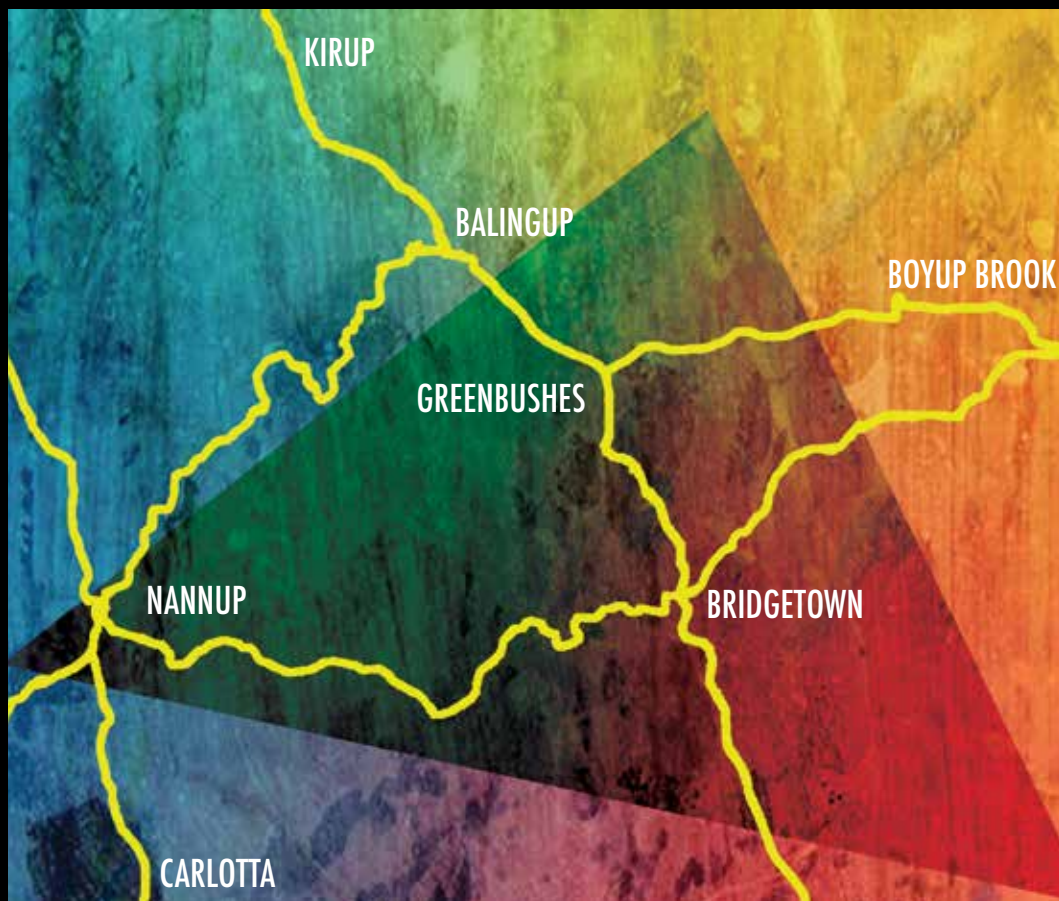 KIRUP
BALINGUP
BOYUP BROOK
GREENBUSHES
NANNUP
BRIDGETOWN
CARLOTTA